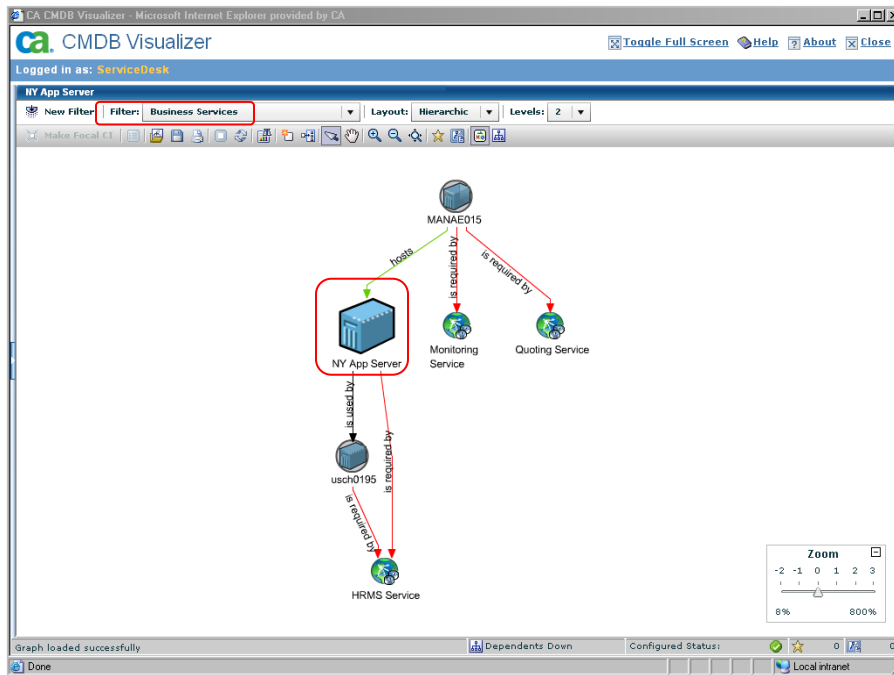 CA CMDB Visualizer - Microsoft Internet Explorer provided by CA
ca. CMDB Visualizer
Toggle Full Screen Help About Close
Logged in as: ServiceDesk
NY App Server
New Filter Filter: Business Services Layout: Hierarchic Levels: 2
Make Focal CI
MANAE015
hosts
is required by
is required by
NY App Server
Monitoring
Service
Quoting Service
is used by
is required by
usch0195
is required by
HRMS Service
Zoom
-2 -1 0 1 2 3
8% 800%
Graph loaded successfully Dependents Down Configured Status: 0 0
Done Local intranet